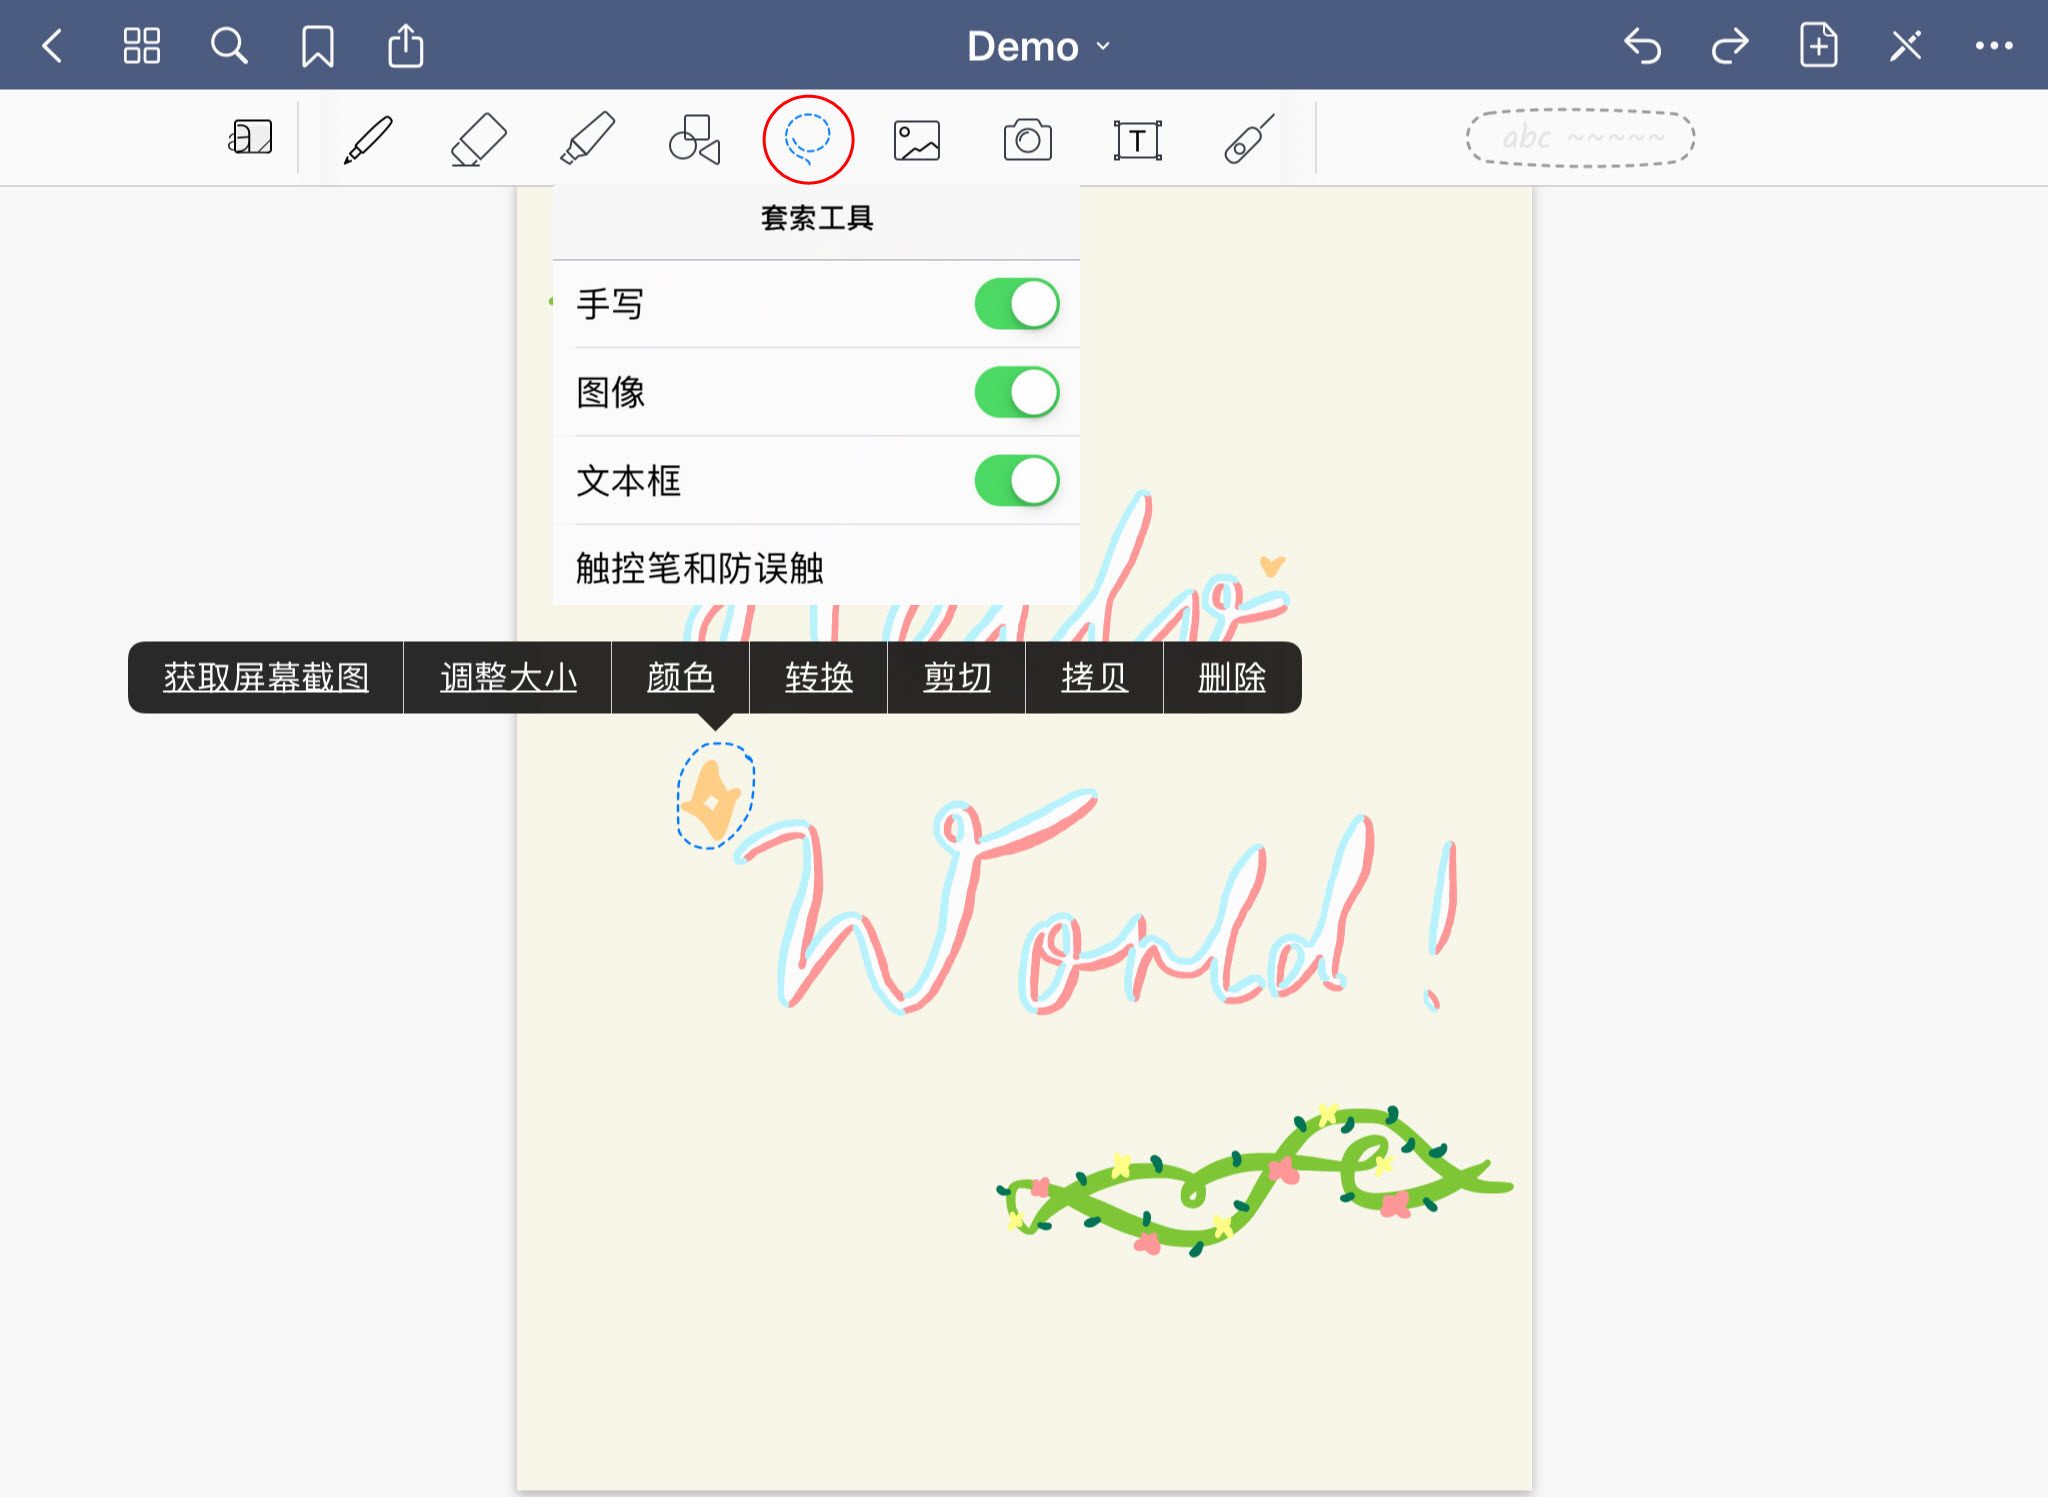 Demo
T
abc ~~~~~
套索工具
手写
图像
文本框
触控笔和防误触
获取屏幕截图 调整大小 颜色 转换 剪切 拷贝 删除
World!